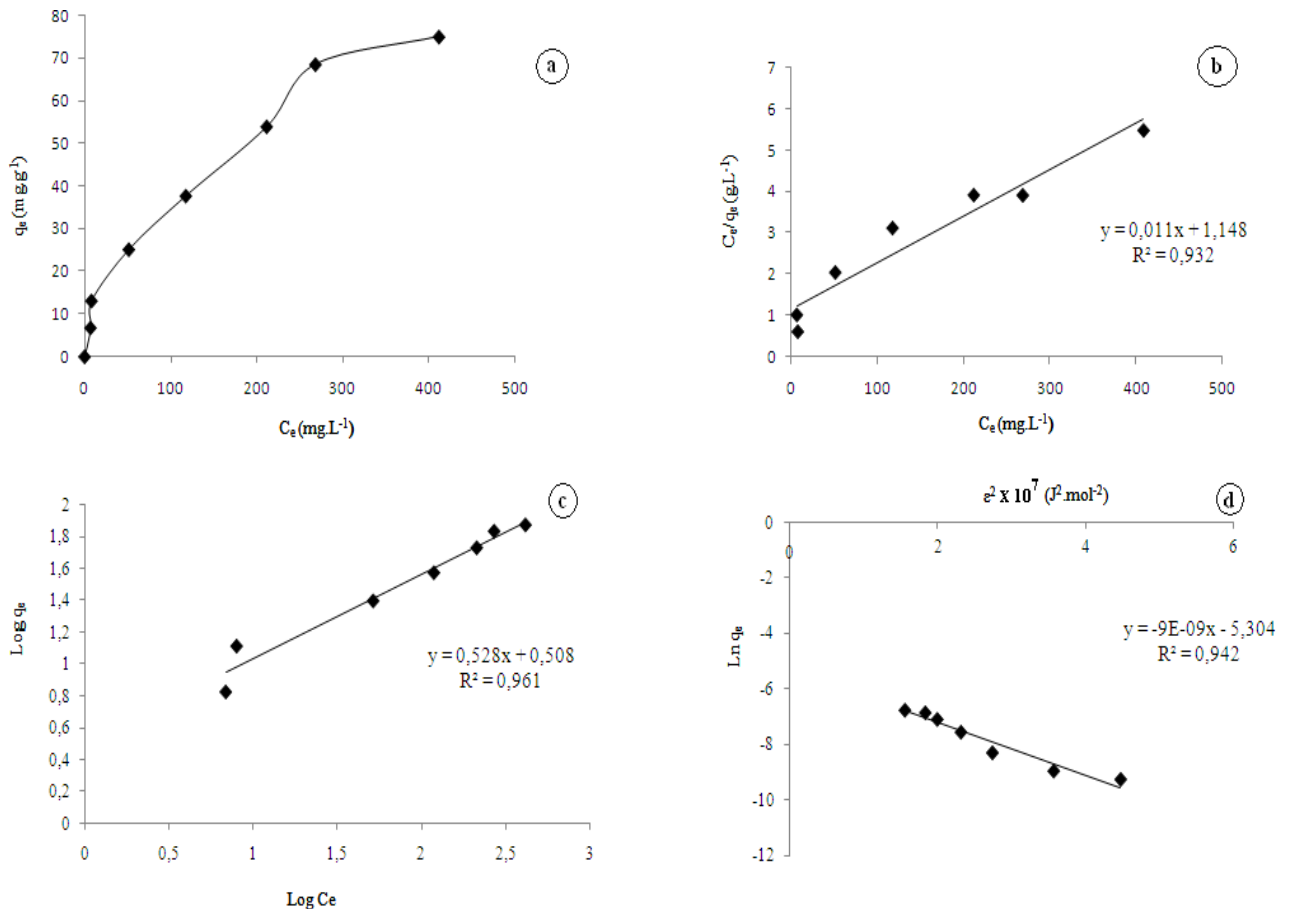 a
80
70
60
50
40
30
20
10
0
qₑ (m g.g⁻¹)
0 100 200 300 400 500
Cₑ (mg.L⁻¹)
b
7
6
5
4
3
2
1
0
Cₑ/qₑ (g.L⁻¹)
y = 0,011x + 1,148
R² = 0,932
0 100 200 300 400 500
Cₑ (mg.L⁻¹)
c
2
1,8
1,6
1,4
1,2
1
0,8
0,6
0,4
0,2
0
Log qₑ
y = 0,528x + 0,508
R² = 0,961
0 0,5 1 1,5 2 2,5 3
Log Ce
ε² X 10⁷ (J².mol⁻²)
d
0 2 4 6
0
-2
-4
-6
-8
-10
-12
Ln qₑ
y = -9E-09x - 5,304
R² = 0,942